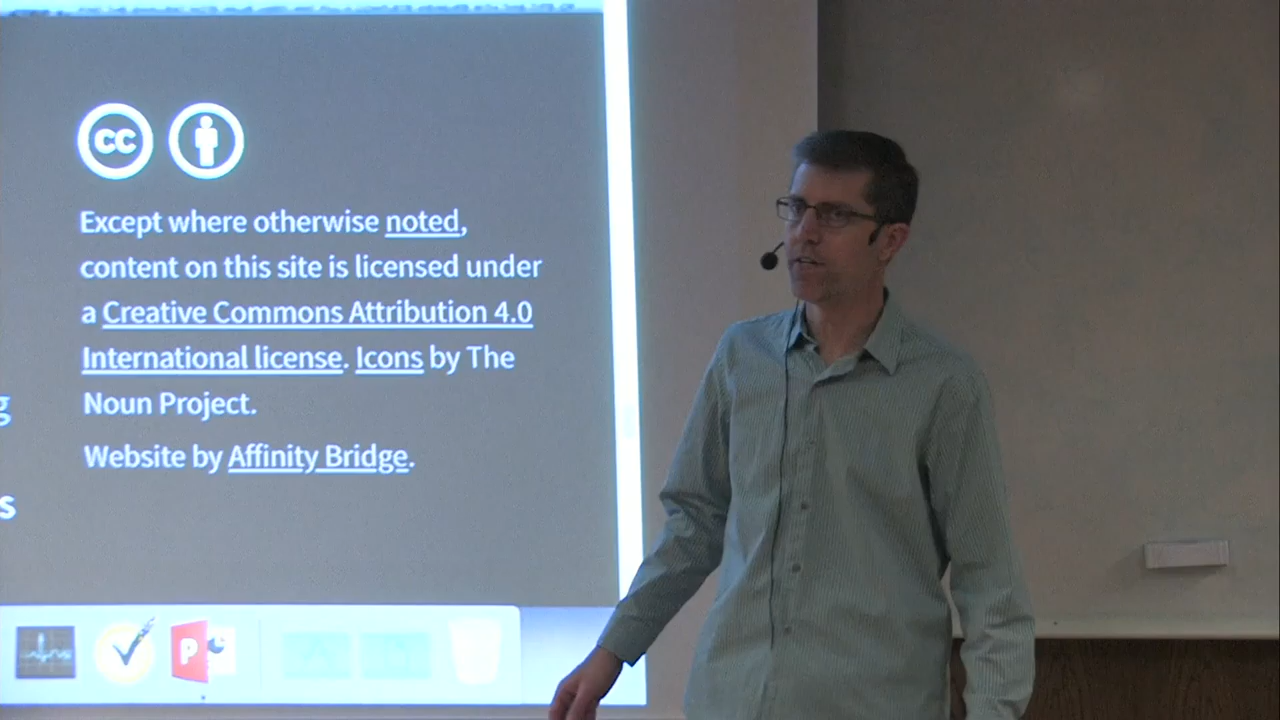 cc
Except where otherwise noted,
content on this site is licensed under
a Creative Commons Attribution 4.0
International license. Icons by The
Noun Project.
Website by Affinity Bridge.
g
s
P